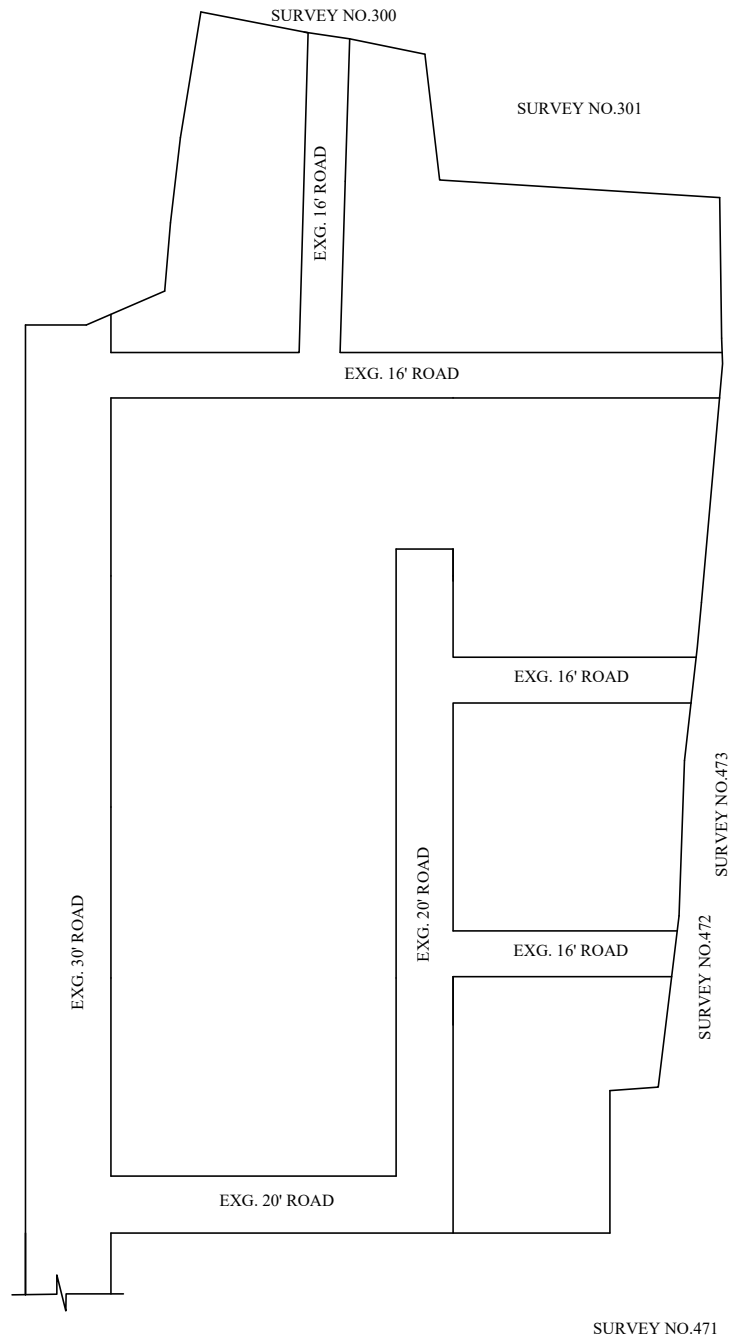 SURVEY NO.300
SURVEY NO.301
EXG. 16' ROAD
EXG. 16' ROAD
EXG. 16' ROAD
SURVEY NO.473
EXG. 20' ROAD
EXG. 30' ROAD
SURVEY NO.472
EXG. 16' ROAD
EXG. 20' ROAD
SURVEY NO.471